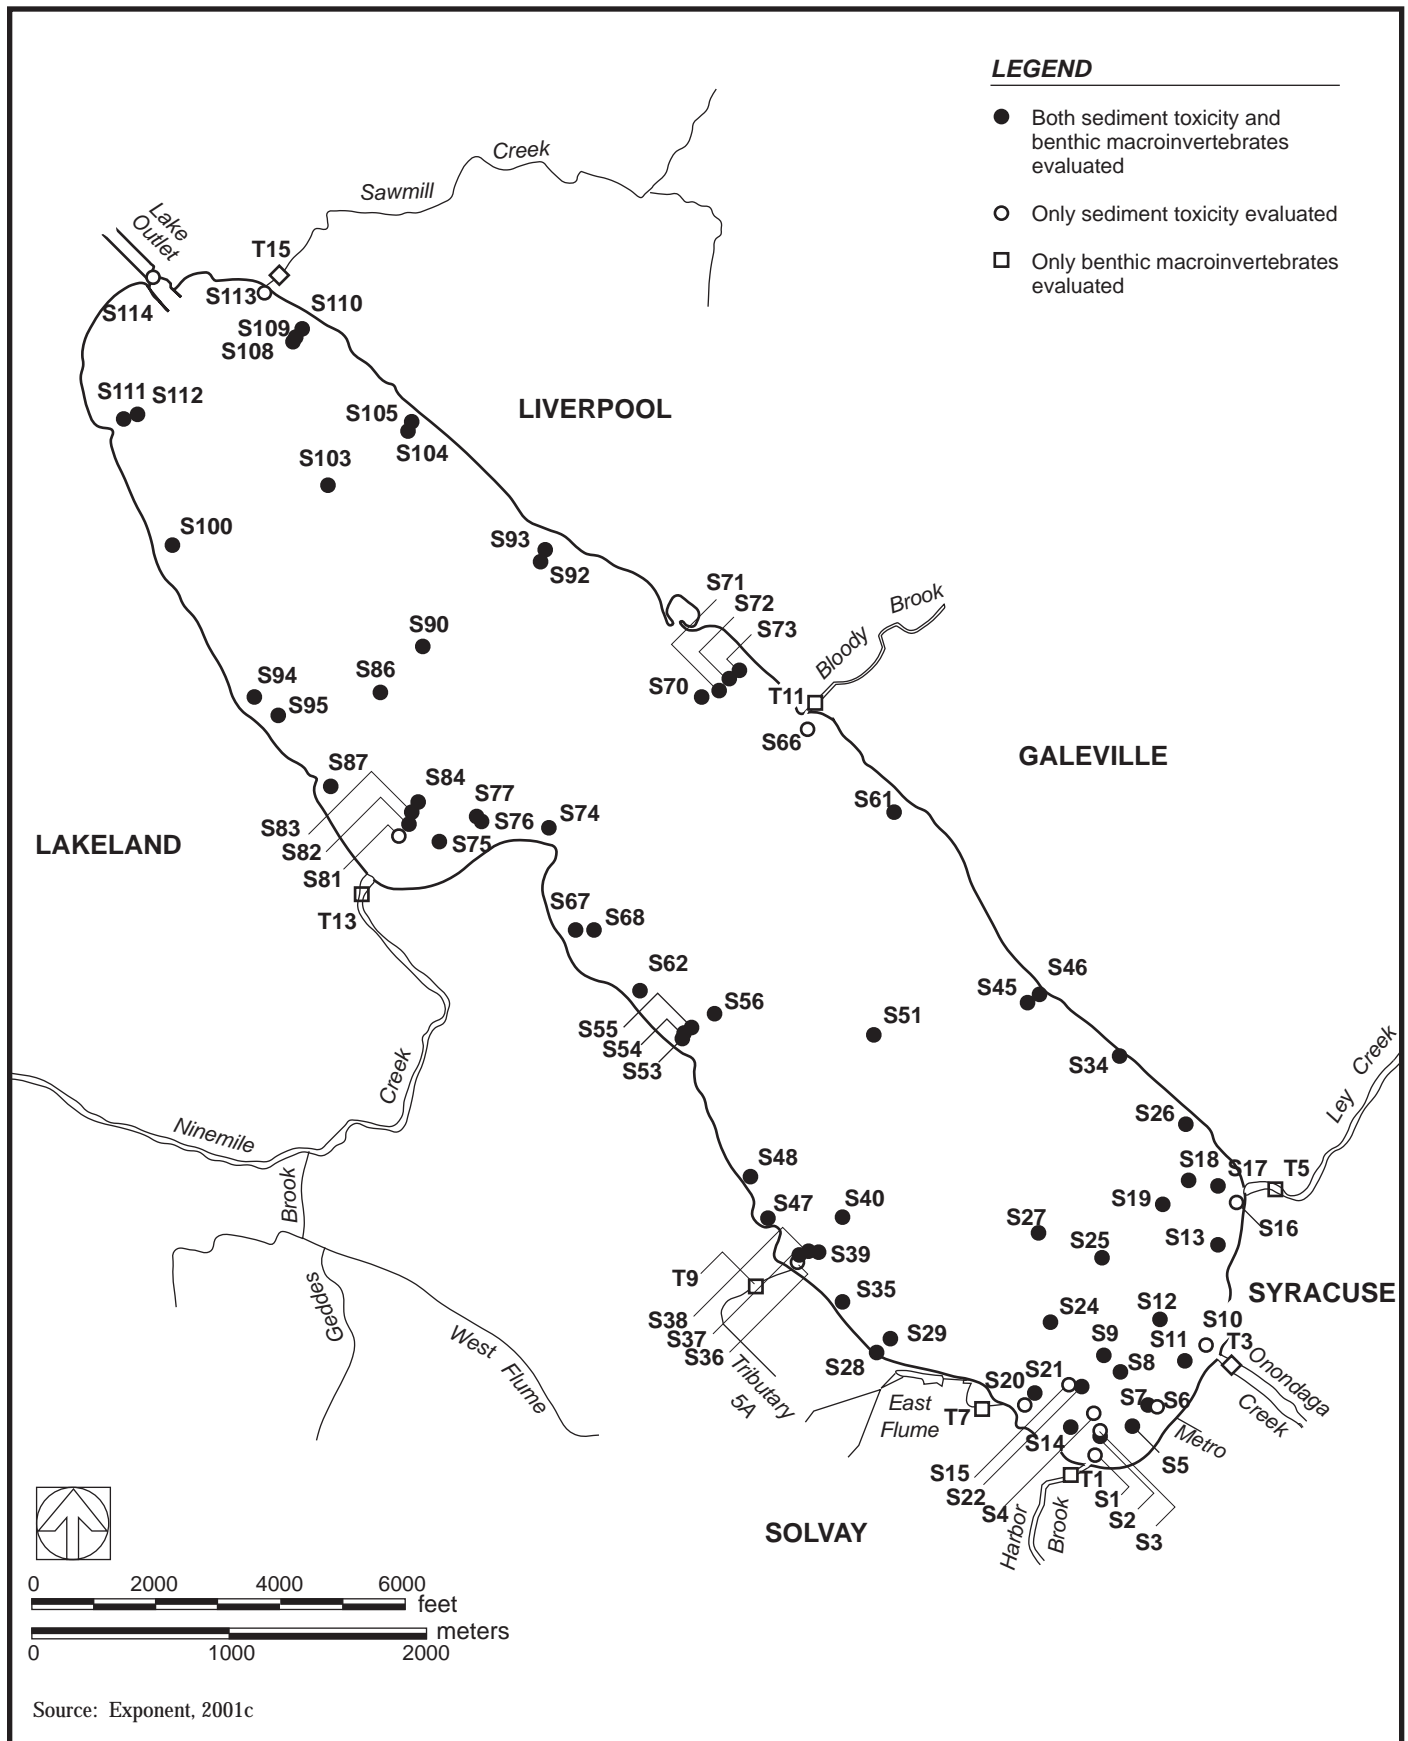 LEGEND
Both sediment toxicity and
benthic macroinvertebrates
evaluated
Only sediment toxicity evaluated
Only benthic macroinvertebrates
evaluated
Creek
Sawmill
Lake
Outlet
T15
S113
S110
S114
S109
S108
S111
S112
S105
LIVERPOOL
S104
S103
S100
S93
S92
S71
S72
S73
Bloody
Brook
S90
S86
S94
S95
S70
T11
S66
GALEVILLE
S87
S84
S77
S76
S74
S61
S83
S82
S81
S75
LAKELAND
T13
S67
S68
S62
S56
S46
S45
S51
S55
S54
S53
S34
Ley
Creek
Creek
Ninemile
Brook
S26
S48
S18
S17
T5
S47
S40
S19
S16
S27
S25
S13
S39
T9
SYRACUSE
S38
S37
S36
S35
S24
S12
S10
S29
S28
S9
S11
T3
Onondaga
Creek
Geddes
West
Flume
Tributary
5A
East
Flume
T7
S20
S21
S8
S7
S6
Metro
S14
S5
S15
S22
S4
T1
S1
S2
S3
Harbor
Brook
SOLVAY
0 2000 4000 6000
feet
meters
0 1000 2000
Source: Exponent, 2001c